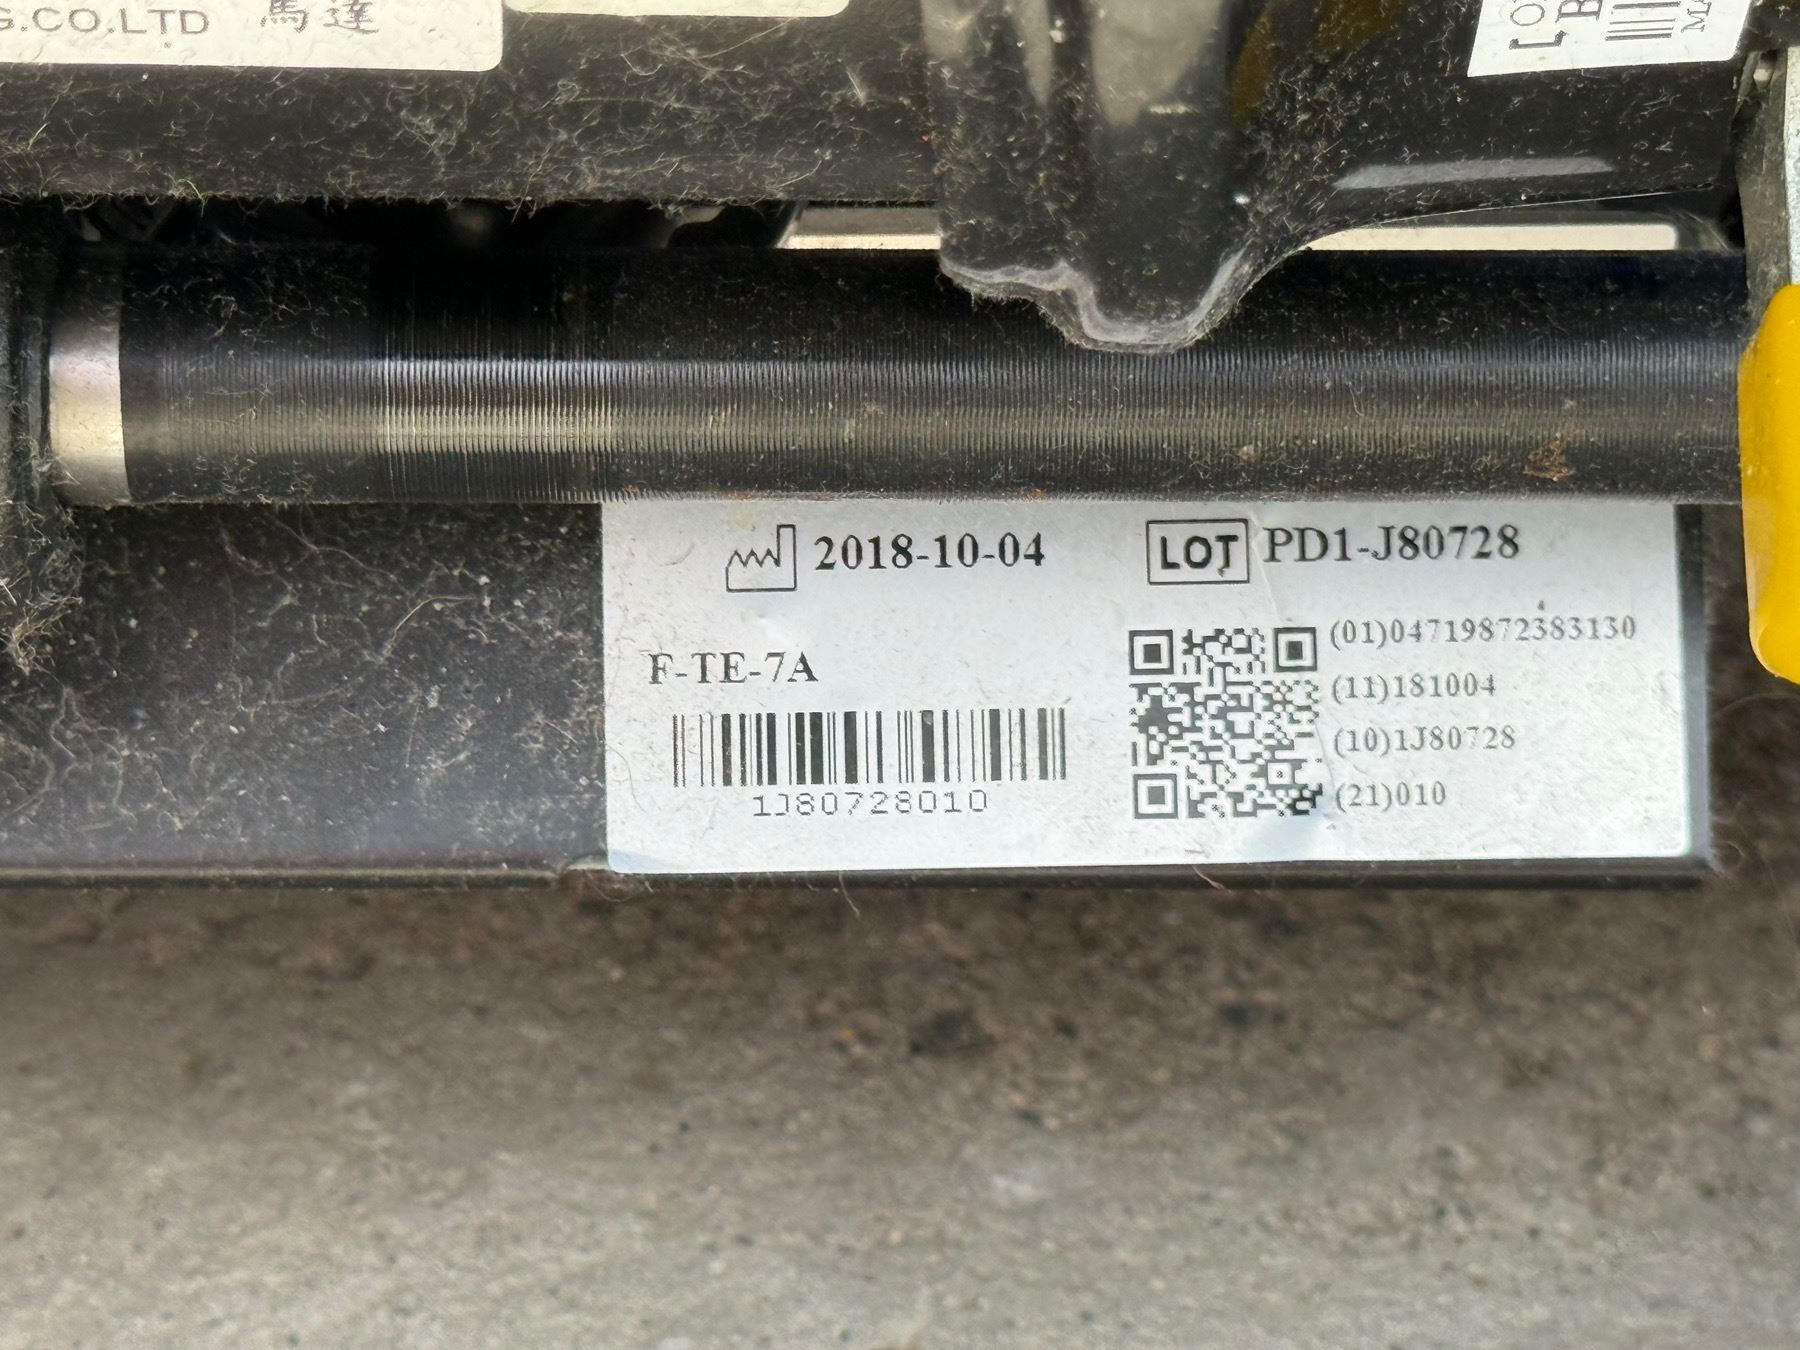 G.CO.LTD 馬達
2018-10-04
LOT PD1-J80728
F-TE-7A
1J80728010
(01)04719872383130
(11)181004
(10)1J80728
(21)010